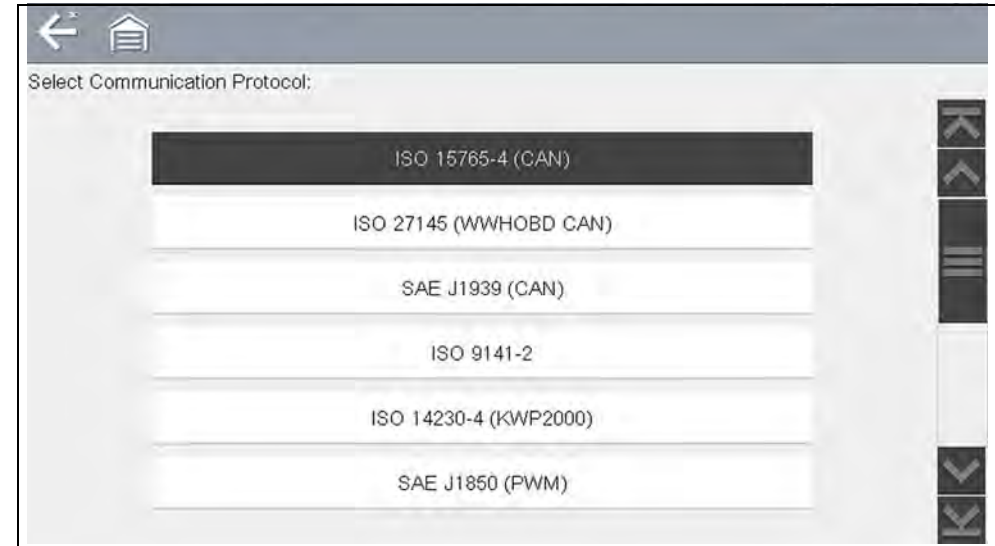 Select Communication Protocol:
ISO 15765-4 (CAN)
ISO 27145 (WWHOBD CAN)
SAE J1939 (CAN)
ISO 9141-2
ISO 14230-4 (KWP2000)
SAE J1850 (PWM)